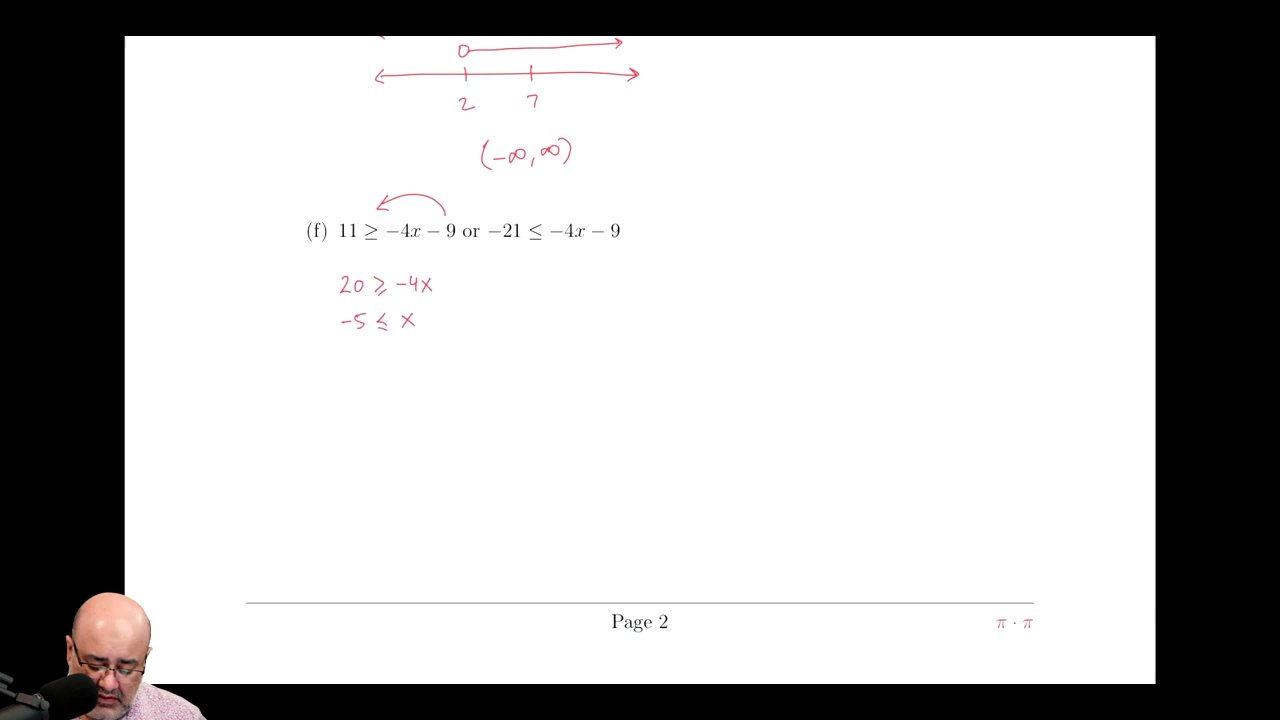 2 7
(-∞, ∞)
(f) 11 ≥ −4x − 9 or −21 ≤ −4x − 9
20 ≥ -4x
-5 ≤ x
Page 2
π · π